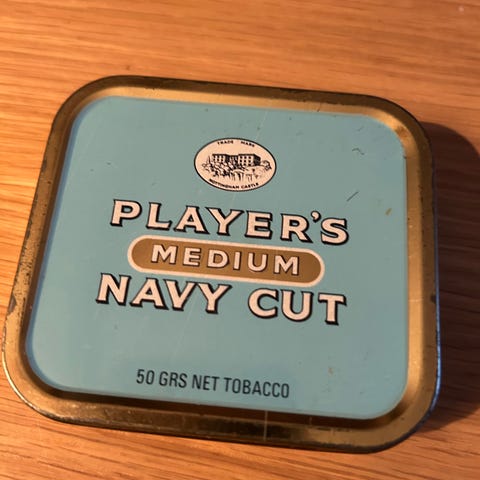 TRADE MARK
NOTTINGHAM CASTLE
PLAYER'S
MEDIUM
NAVY CUT
50 GRS NET TOBACCO